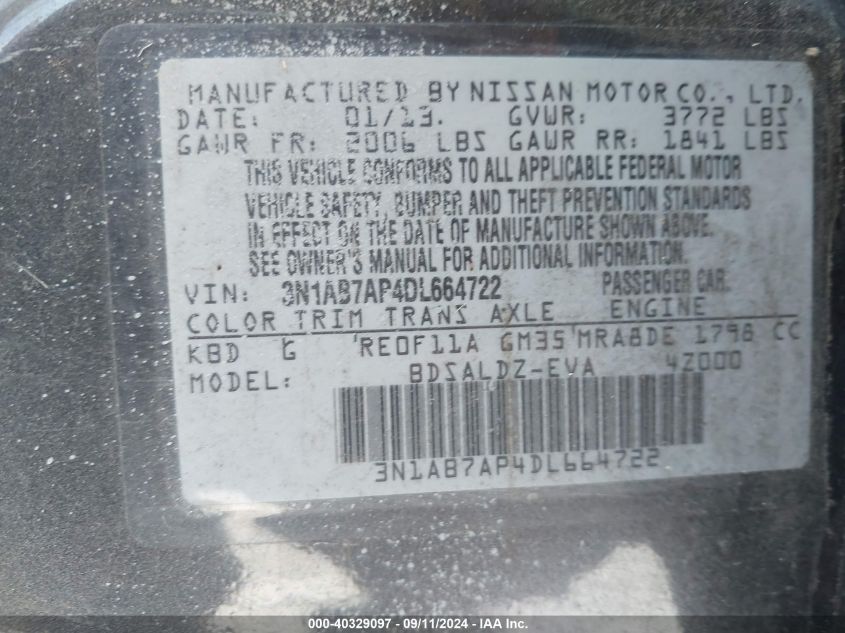 MANUFACTURED BY NISSAN MOTOR CO., LTD.
DATE: 01/13. GVWR: 3772 LBS
GAWR FR: 2006 LBS GAWR RR: 1841 LBS
THIS VEHICLE CONFORMS TO ALL APPLICABLE FEDERAL MOTOR
VEHICLE SAFETY, BUMPER AND THEFT PREVENTION STANDARDS
IN EFFECT ON THE DATE OF MANUFACTURE SHOWN ABOVE.
SEE OWNER'S MANUAL FOR ADDITIONAL INFORMATION.
VIN: 3N1AB7AP4DL664722 PASSENGER CAR
COLOR TRIM TRANS AXLE ENGINE
KBD G RE0F11A GM35 MRA8DE 1798 CC
MODEL: BDSALDZ-EVA 4Z000
3N1AB7AP4DL664722
000-40329097 - 09/11/2024 - IAA Inc.